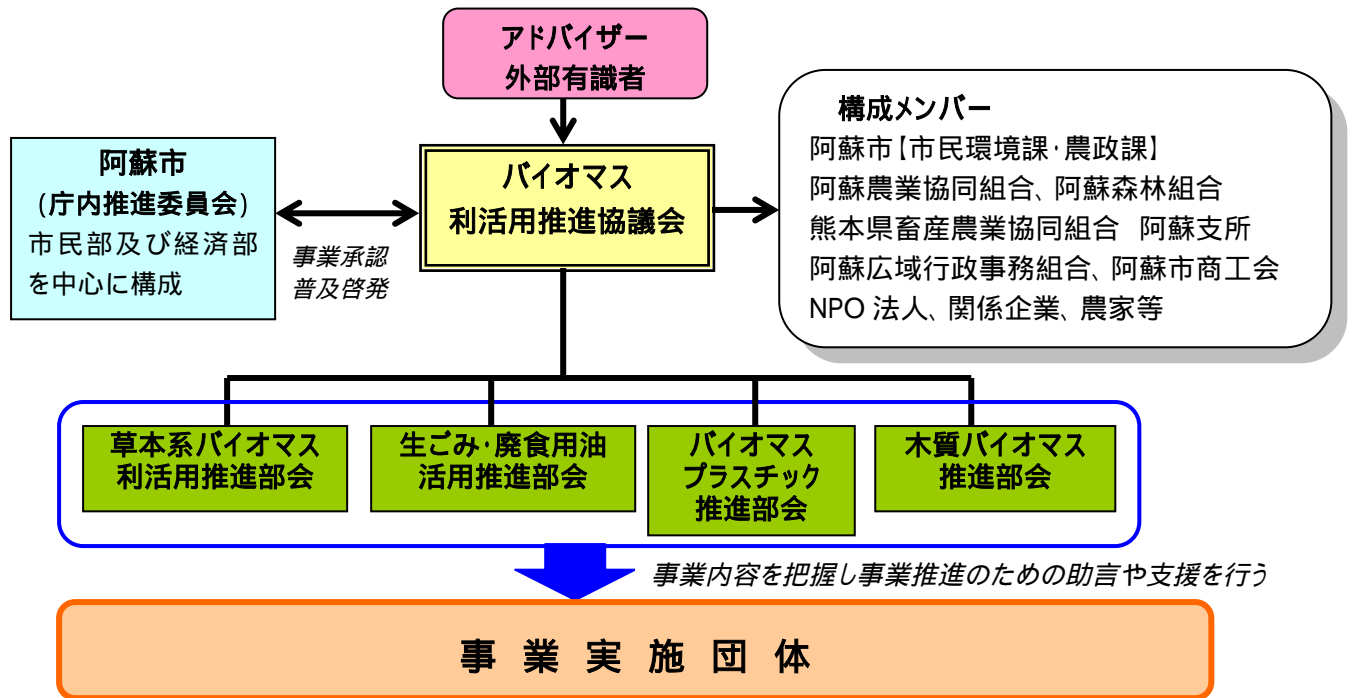 アドバイザー
外部有識者
阿蘇市
(庁内推進委員会)
市民部及び経済部
を中心に構成
事業承認
普及啓発
バイオマス
利活用推進協議会
構成メンバー
阿蘇市【市民環境課・農政課】
阿蘇農業協同組合、阿蘇森林組合
熊本県畜産農業協同組合 阿蘇支所
阿蘇広域行政事務組合、阿蘇市商工会
NPO 法人、関係企業、農家等
草本系バイオマス
利活用推進部会
生ごみ・廃食用油
活用推進部会
バイオマス
プラスチック
推進部会
木質バイオマス
推進部会
事業内容を把握し事業推進のための助言や支援を行う
事 業 実 施 団 体